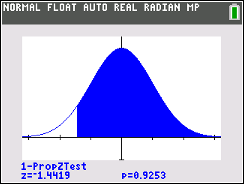 NORMAL FLOAT AUTO REAL RADIAN MP
1-PropZTest
z=-1.4419 p=0.9253